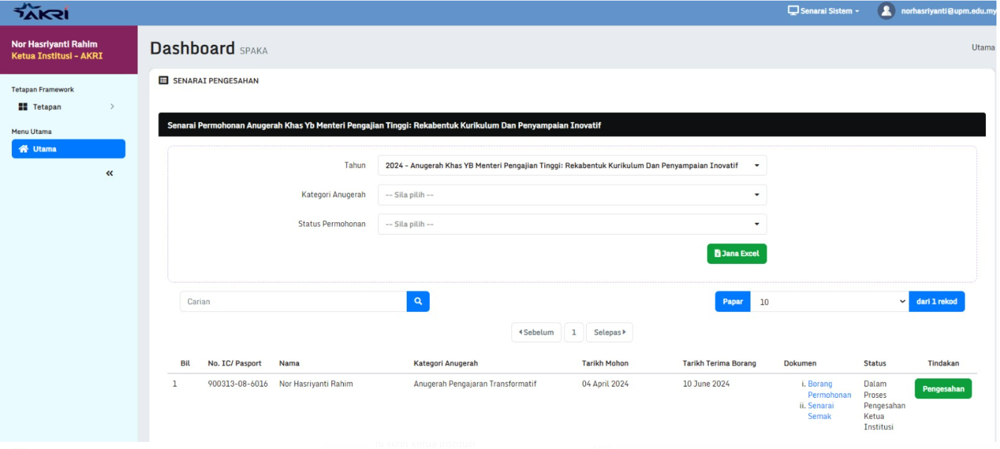 AKRI
Senarai Sistem
norhasriyanti@upm.edu.my
Nor Hasriyanti Rahim
Ketua Institusi - AKRI
Dashboard SPAKA
Utama
SENARAI PENGESAHAN
Tetapan Framework
Tetapan
Menu Utama
Utama
Senarai Permohonan Anugerah Khas Yb Menteri Pengajian Tinggi: Rekabentuk Kurikulum Dan Penyampaian Inovatif
Tahun 2024 - Anugerah Khas YB Menteri Pengajian Tinggi: Rekabentuk Kurikulum Dan Penyampaian Inovatif
Kategori Anugerah -- Sila pilih --
Status Permohonan -- Sila pilih --
Jana Excel
Carian
Papar 10 dari 1 rekod
Sebelum 1 Selepas
Bil No. IC/ Pasport Nama Kategori Anugerah Tarikh Mohon Tarikh Terima Borang Dokumen Status Tindakan
1 900313-08-6016 Nor Hasriyanti Rahim Anugerah Pengajaran Transformatif 04 April 2024 10 June 2024 i. Borang Dalam Pengesahan
Permohonan Proses
ii. Senarai Pengesahan
Semak Ketua
Institusi